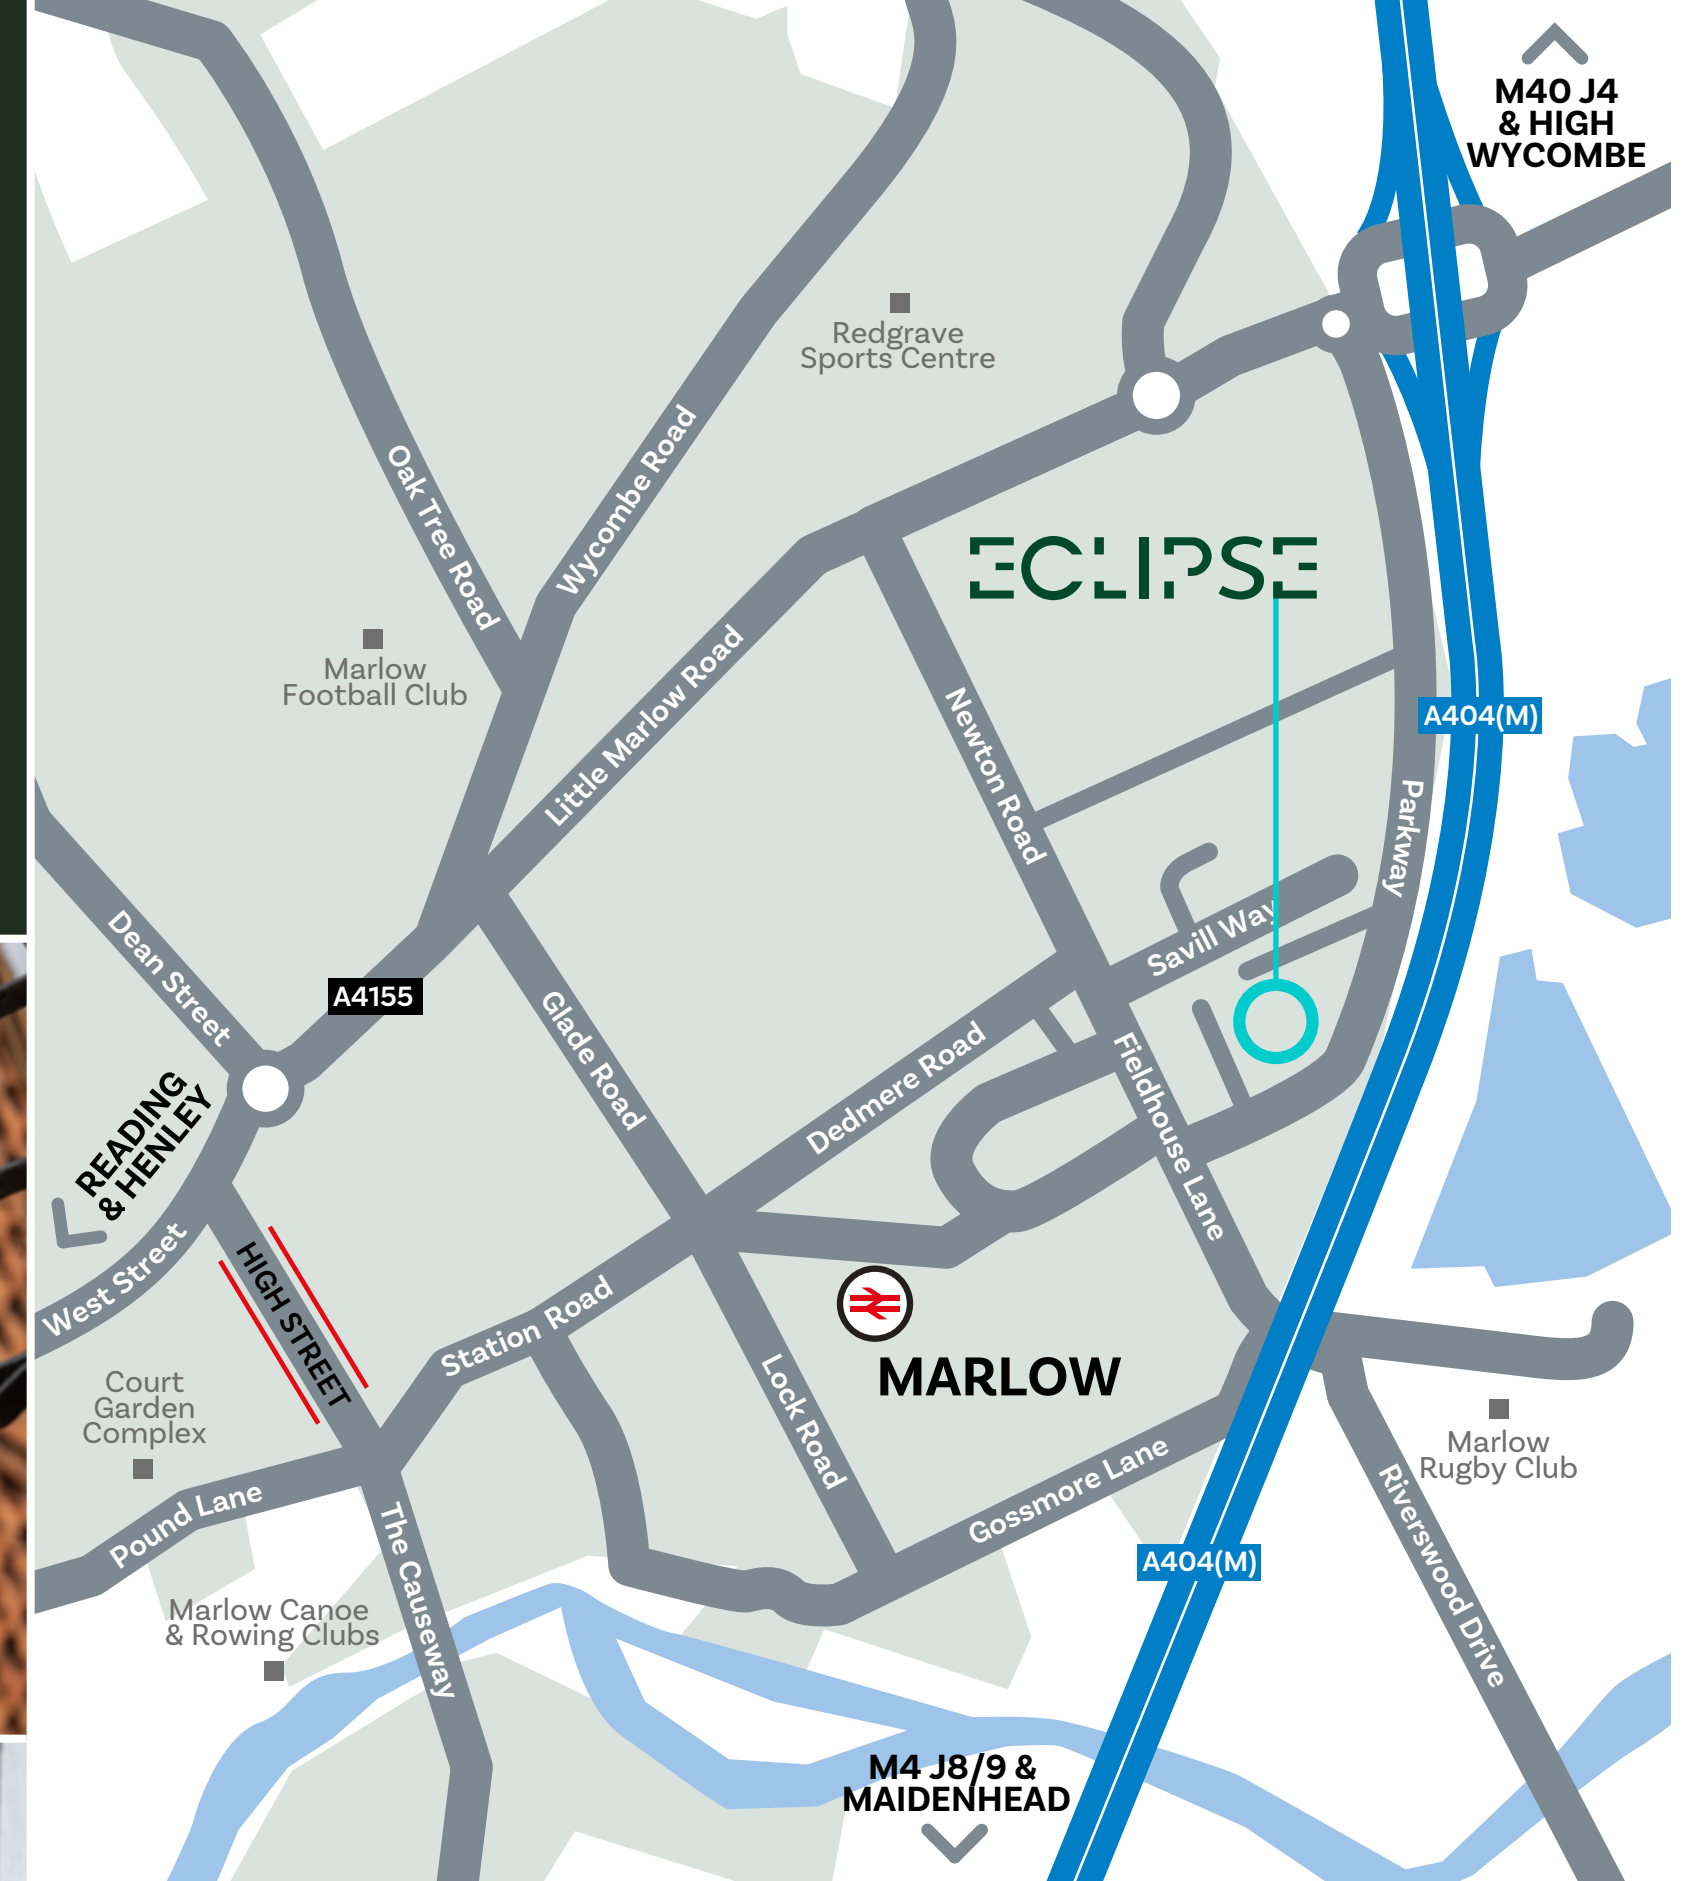 M40 J4
& HIGH
WYCOMBE
Redgrave
Sports Centre
Oak Tree Road
Wycombe Road
ECLIPSE
Marlow
Football Club
Little Marlow Road
Newton Road
A404(M)
Parkway
Dean Street
Savill Way
A4155
Glade Road
Dedmere Road
Fieldhouse Lane
READING
& HENLEY
West Street
HIGH STREET
Station Road
MARLOW
Lock Road
Court
Garden
Complex
Marlow
Rugby Club
Gossmore Lane
Pound Lane
The Causeway
A404(M)
Riverswood Drive
Marlow Canoe
& Rowing Clubs
M4 J8/9 &
MAIDENHEAD